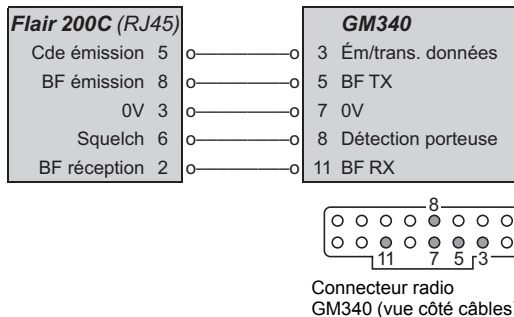 Flair 200C (RJ45) GM340
Cde émission 5 o o 3 Ém/trans. données
BF émission 8 o o 5 BF TX
0V 3 o o 7 0V
Squelch 6 o o 8 Détection porteuse
BF réception 2 o o 11 BF RX
8
11 7 5 3
Connecteur radio
GM340 (vue côté câbles)